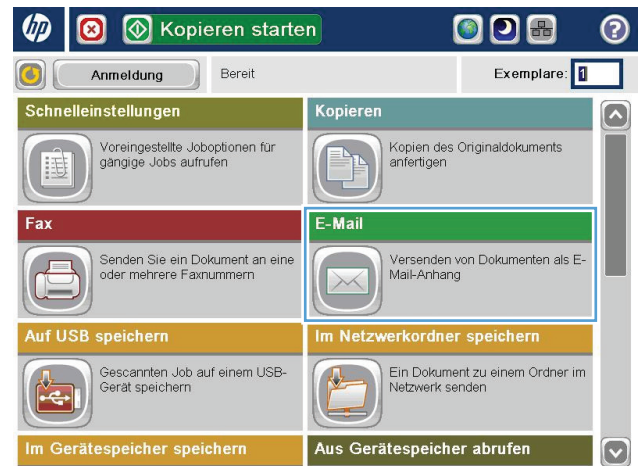 hp
Kopieren starten
?
Anmeldung
Bereit
Exemplare: 1
Schnelleinstellungen
Kopieren
Voreingestellte Joboptionen für
gängige Jobs aufrufen
Kopien des Originaldokuments
anfertigen
Fax
E-Mail
Senden Sie ein Dokument an eine
oder mehrere Faxnummern
Versenden von Dokumenten als E-
Mail-Anhang
Auf USB speichern
Im Netzwerkordner speichern
Gescannten Job auf einem USB-
Gerät speichern
Ein Dokument zu einem Ordner im
Netzwerk senden
Im Gerätespeicher speichern
Aus Gerätespeicher abrufen